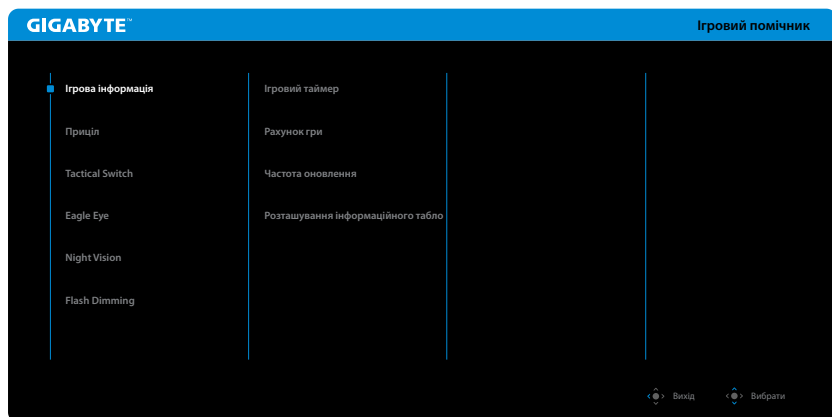 GIGABYTE™
Ігровий помічник
Ігрова інформація
Приціл
Tactical Switch
Eagle Eye
Night Vision
Flash Dimming
Ігровий таймер
Рахунок гри
Частота оновлення
Розташування інформаційного табло
Вихід
Вибрати